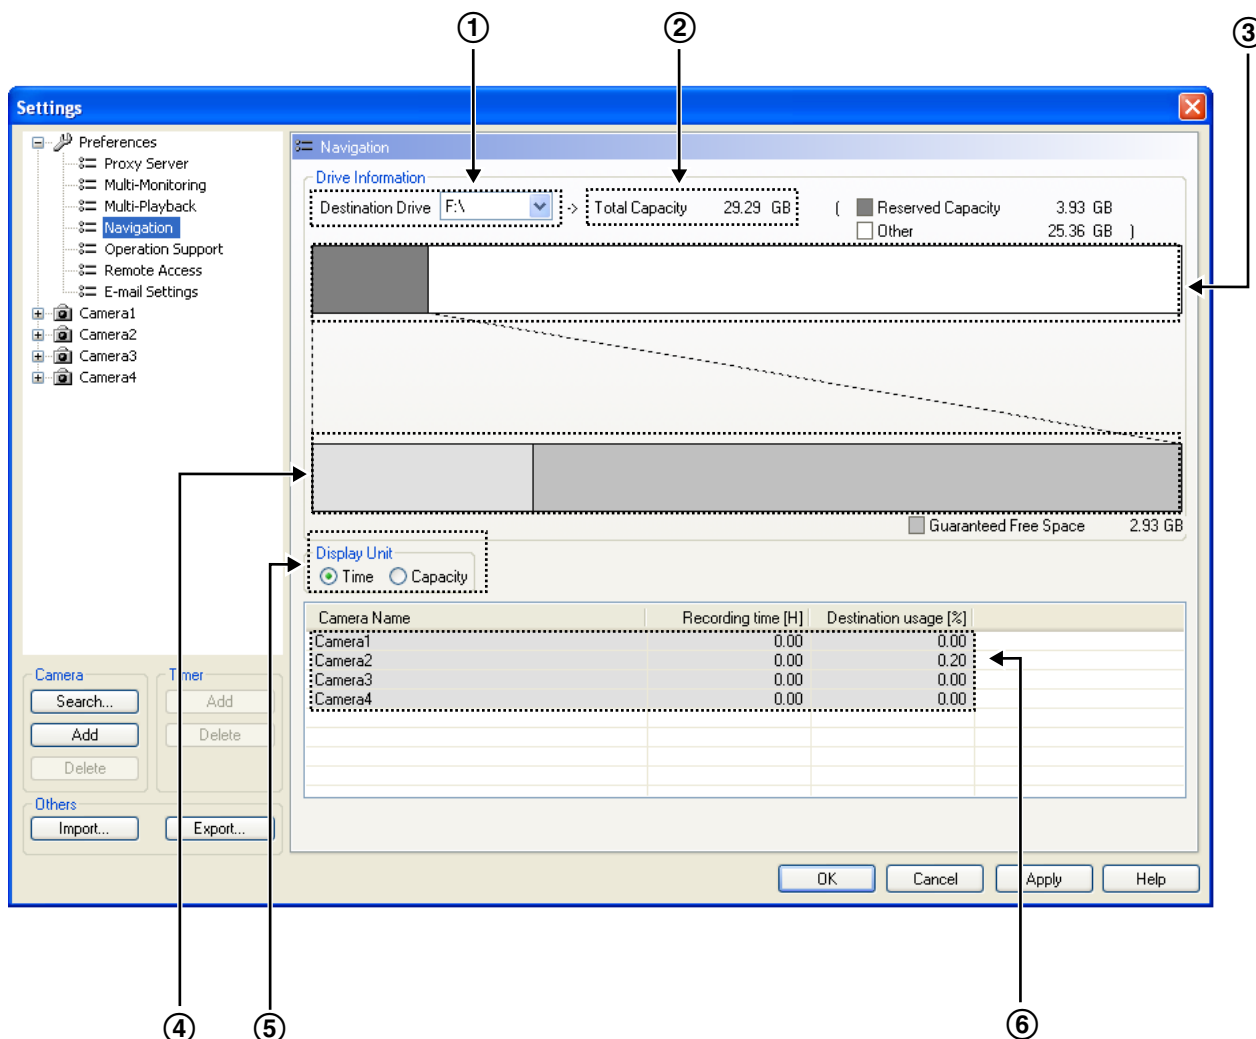 ① ② ③
Settings
Preferences
Proxy Server
Multi-Monitoring
Multi-Playback
Navigation
Operation Support
Remote Access
E-mail Settings
Camera1
Camera2
Camera3
Camera4
Camera
Search...
Add
Delete
Timer
Add
Delete
Others
Import... Export...
Navigation
Drive Information
Destination Drive F:\ -> Total Capacity 29.29 GB ( Reserved Capacity 3.93 GB
Other 25.36 GB )
Guaranteed Free Space 2.93 GB
Display Unit
Time Capacity
Camera Name Recording time [H] Destination usage [%]
Camera1 0.00 0.00
Camera2 0.00 0.20
Camera3 0.00 0.00
Camera4 0.00 0.00
OK Cancel Apply Help
④ ⑤ ⑥